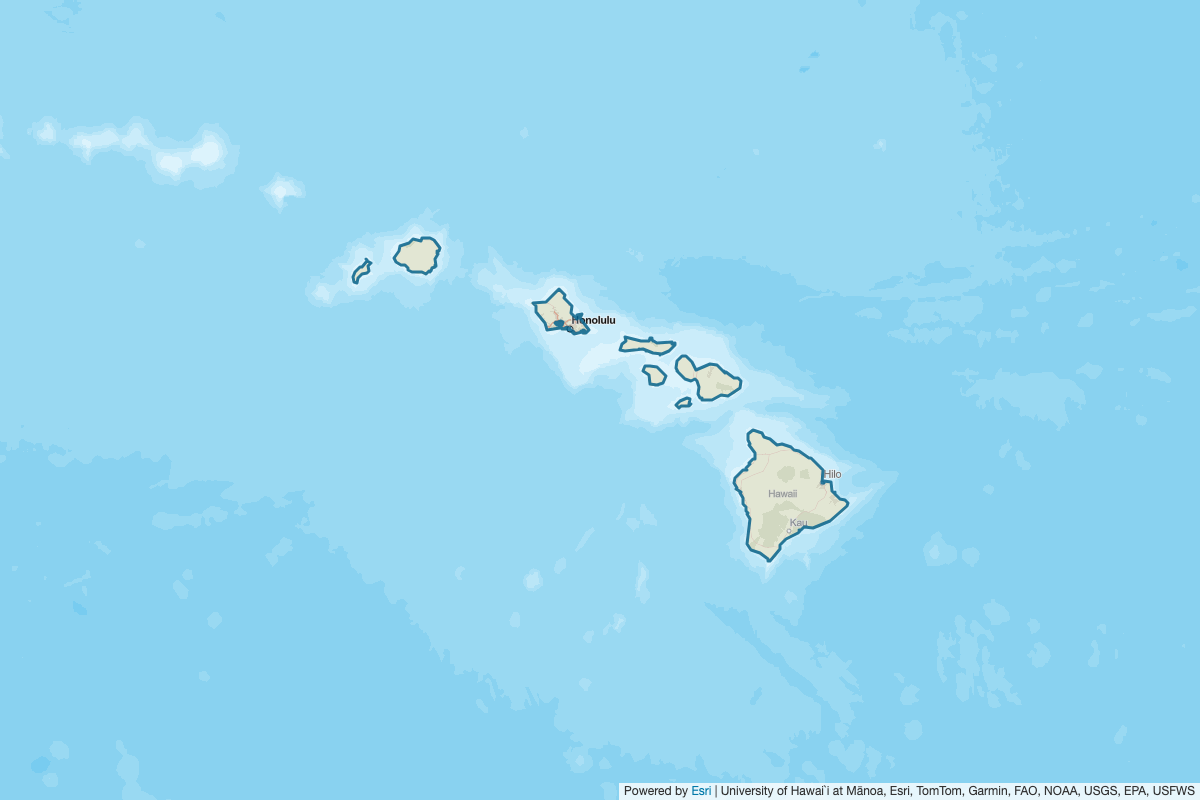 Honolulu
Hilo
Hawaii
Kau
Powered by Esri | University of Hawai`i at Mānoa, Esri, TomTom, Garmin, FAO, NOAA, USGS, EPA, USFWS